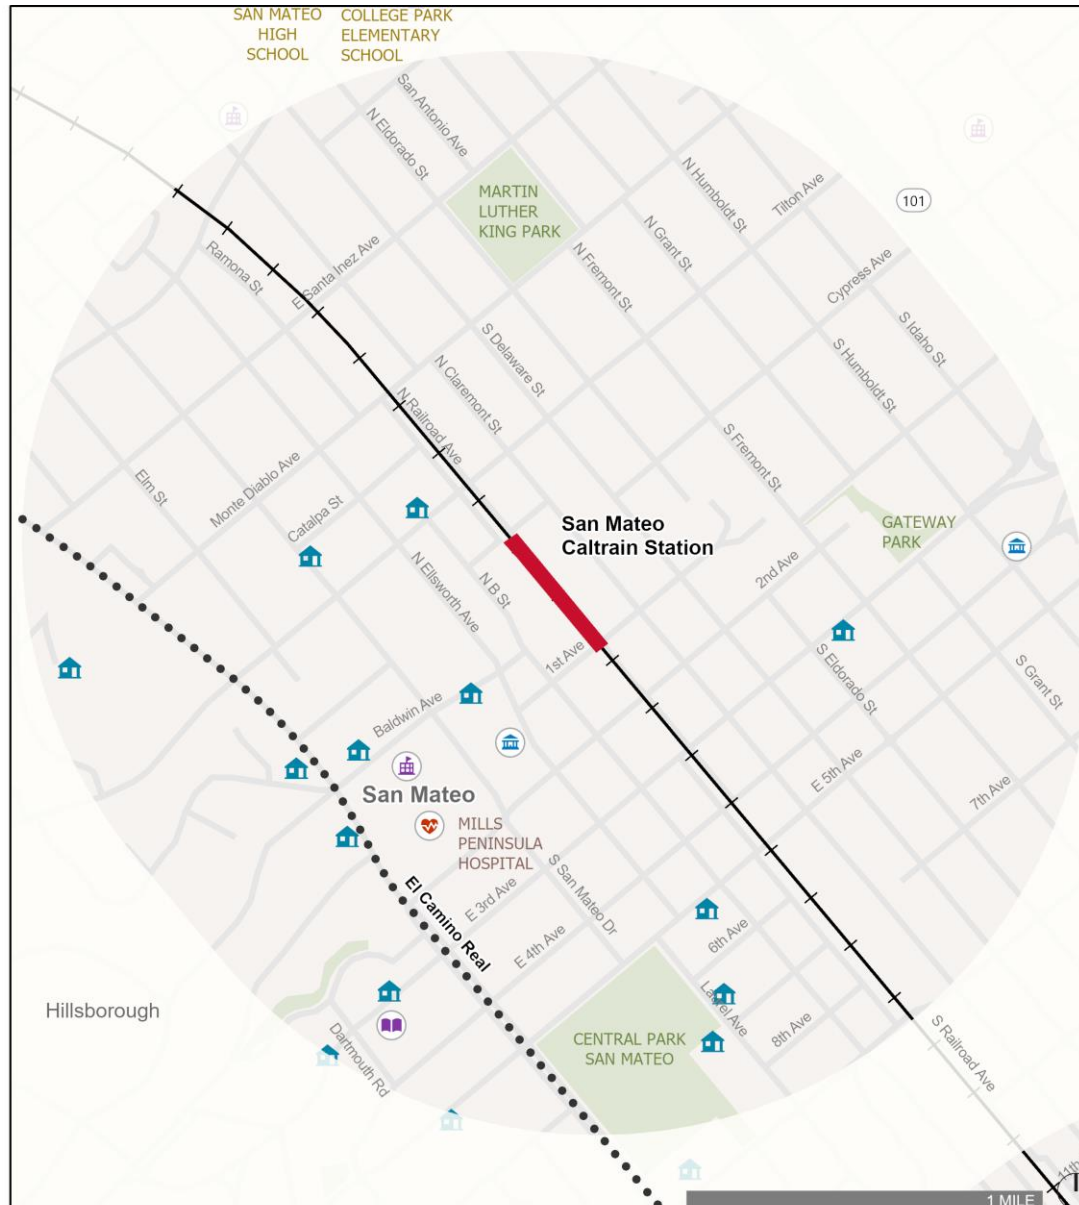 SAN MATEO
HIGH
SCHOOL
COLLEGE PARK
ELEMENTARY
SCHOOL
San Antonio Ave
N Eldorado St
MARTIN
LUTHER
KING PARK
N Humboldt St
Tilton Ave
101
N Grant St
N Fremont St
Cypress Ave
Ramona St
E Santa Inez Ave
S Idaho St
S Delaware St
S Humboldt St
N Claremont St
N Railroad Ave
S Fremont St
Elm St
Monte Diablo Ave
Catalpa St
San Mateo
Caltrain Station
GATEWAY
PARK
2nd Ave
N Ellsworth Ave
N B St
1st Ave
S Eldorado St
S Grant St
Baldwin Ave
E 5th Ave
7th Ave
San Mateo
MILLS
PENINSULA
HOSPITAL
El Camino Real
E 3rd Ave
S San Mateo Dr
E 4th Ave
6th Ave
Hillsborough
Laurel Ave
8th Ave
Dartmouth Rd
CENTRAL PARK
SAN MATEO
S Railroad Ave
11th
1 MILE